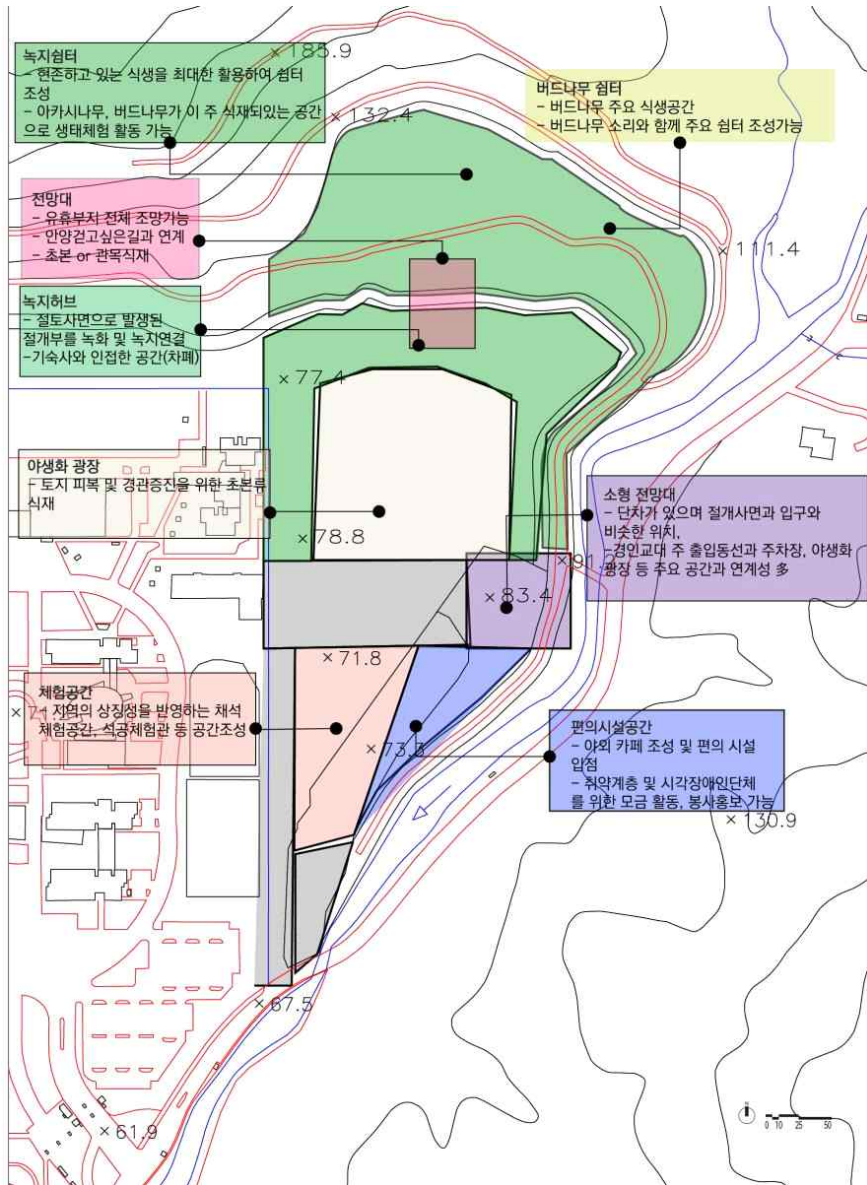 × 185.9
녹지쉼터
- 현존하고 있는 식생을 최대한 활용하여 쉼터
조성
- 아카시나무, 버드나무가 이 주 식재되있는 공간
으로 생태체험 활동 가능
버드나무 쉼터
- 버드나무 주요 식생공간
- 버드나무 소리와 함께 주요 쉼터 조성가능
× 132.4
전망대
- 유휴부지 전체 조망가능
- 안양걷고싶은길과 연계
- 초본 or 관목식재
× 111.4
녹지허브
- 절토사면으로 발생된
절개부를 녹화 및 녹지연결
-기숙사와 인접한 공간(차폐)
× 77.4
야생화 광장
- 토지 피복 및 경관증진을 위한 초본류
식재
× 78.8
소형 전망대
- 단차가 있으며 절개사면과 입구와
비슷한 위치,
-경인교대 주 출입동선과 주차장, 야생화
광장 등 주요 공간과 연계성 多
× 83.4
× 71.8
체험공간
- 지역의 상징성을 반영하는 채석
체험공간, 석공체험관 등 공간조성
× 73.3
편의시설공간
- 야외 카페 조성 및 편의 시설
입점
- 취약계층 및 시각장애인단체
를 위한 모금 활동, 봉사홍보 가능
× 130.9
× 67.5
× 61.9
N
0 10 25 50